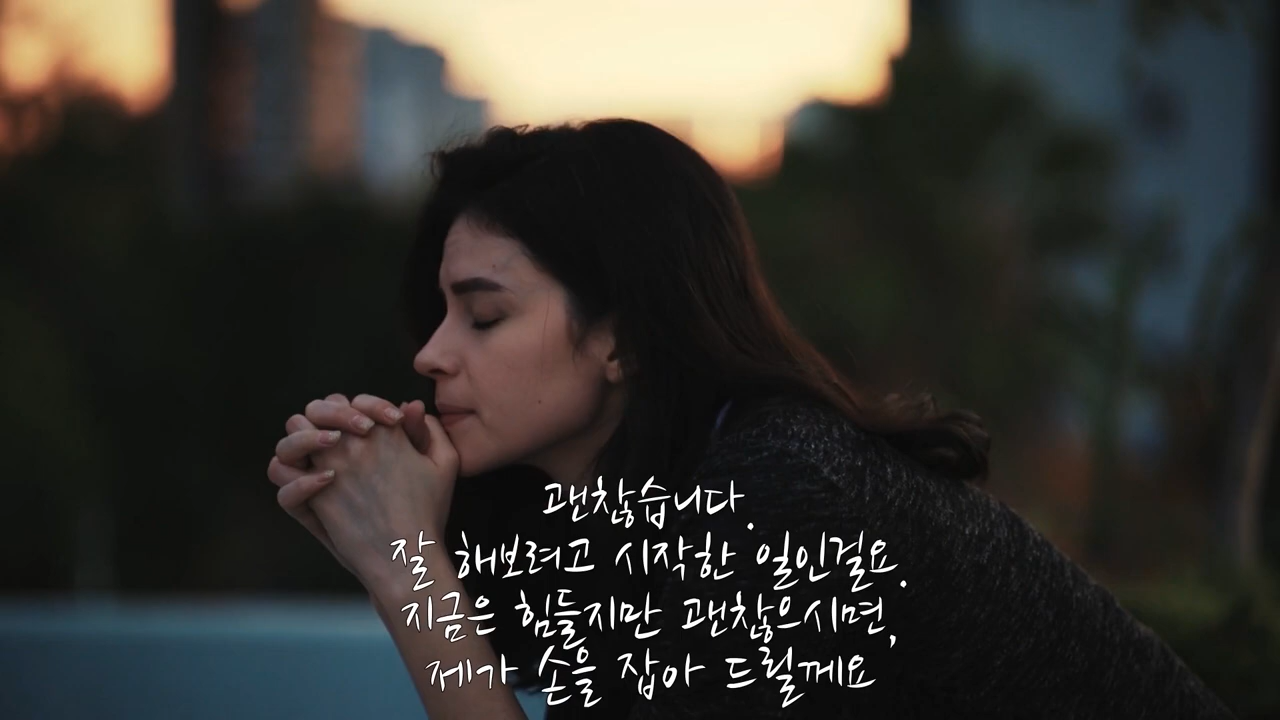 괜찮습니다.
잘 해보려고 시작한 일인걸요.
지금은 힘들지만 괜찮으시면,
제가 손을 잡아 드릴께요